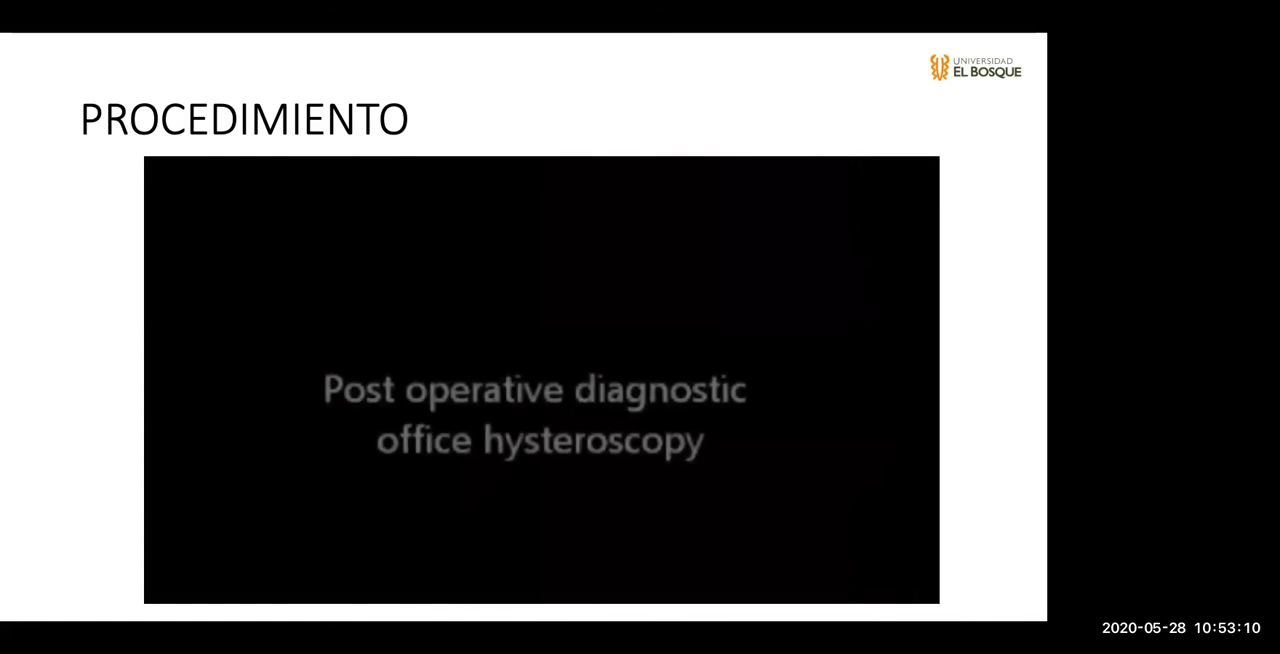 UNIVERSIDAD
EL BOSQUE
PROCEDIMIENTO
Post operative diagnostic
office hysteroscopy
2020-05-28 10:53:10